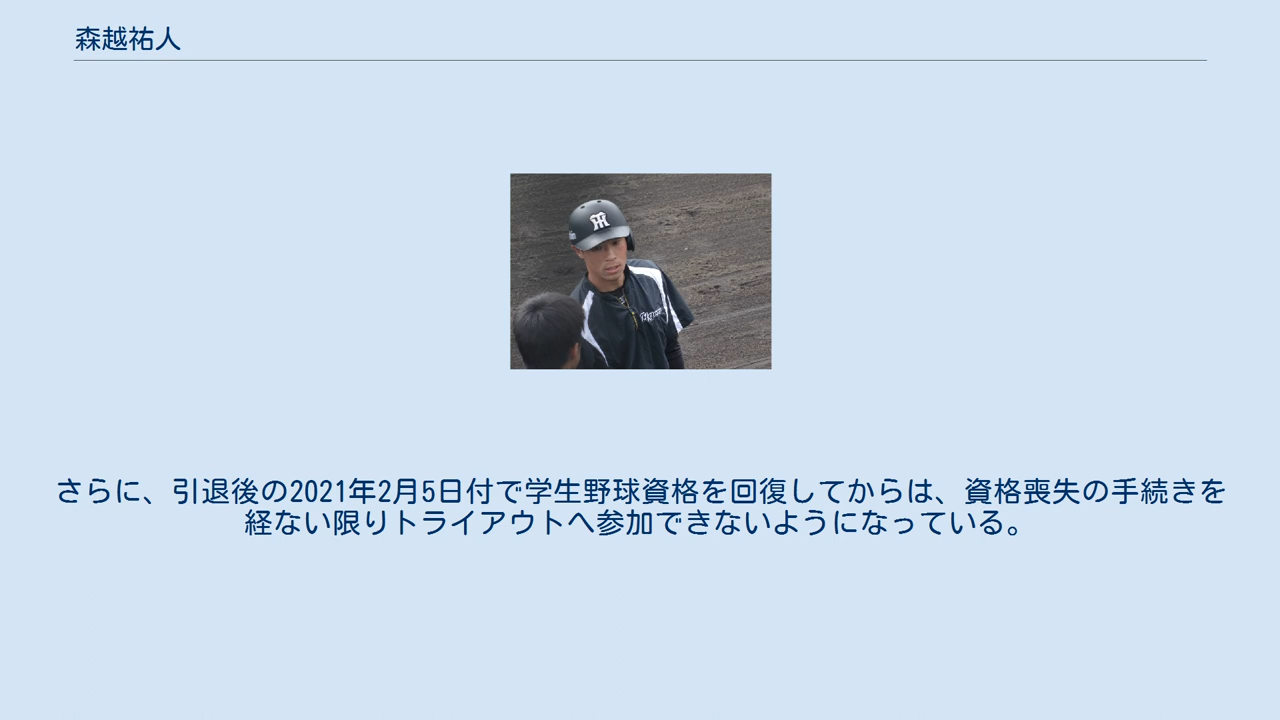 森越祐人
さらに、引退後の2021年2月5日付で学生野球資格を回復してからは、資格喪失の手続きを
経ない限りトライアウトへ参加できないようになっている。